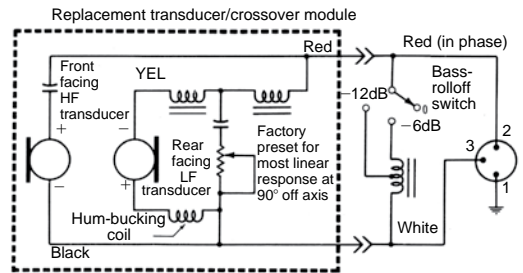 Replacement transducer/crossover module
Red
Red (in phase)
Front
facing
HF
transducer
+
–
YEL
–
+
Rear
facing
LF
transducer
Factory
preset for
most linear
response at
90° off axis
Hum-bucking
coil
Black
Bass-
rolloff
switch
–12dB
0
–6dB
White
2
3
1